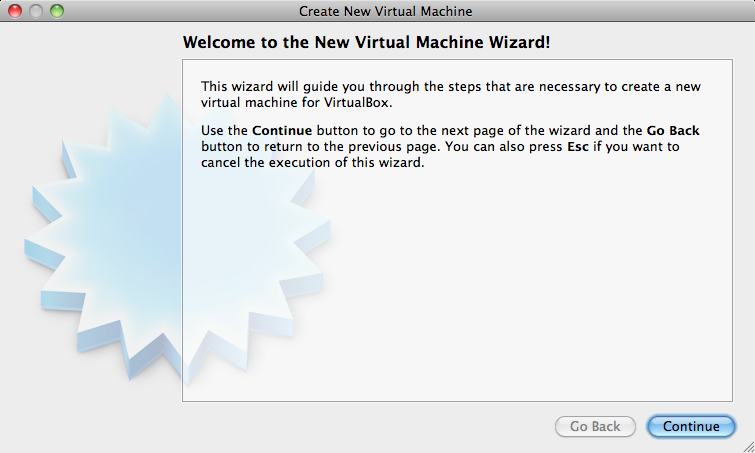 Create New Virtual Machine
Welcome to the New Virtual Machine Wizard!
This wizard will guide you through the steps that are necessary to create a new
virtual machine for VirtualBox.
Use the Continue button to go to the next page of the wizard and the Go Back
button to return to the previous page. You can also press Esc if you want to
cancel the execution of this wizard.
Go Back
Continue